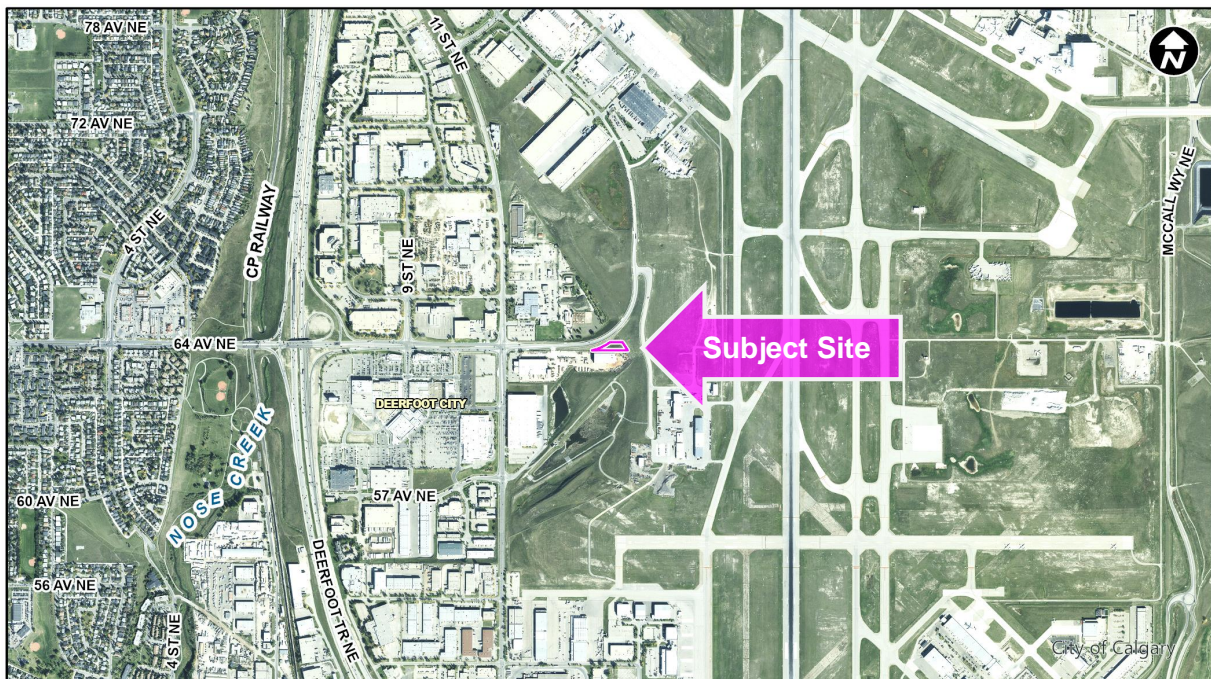 78 AV NE
11 ST NE
N
72 AV NE
4 ST NE
CP RAILWAY
9 ST NE
MCCALL WY NE
64 AV NE
Subject Site
DEERFOOT CITY
NOSE CREEK
57 AV NE
60 AV NE
DEERFOOT TR NE
56 AV NE
4 ST NE
City of Calgary